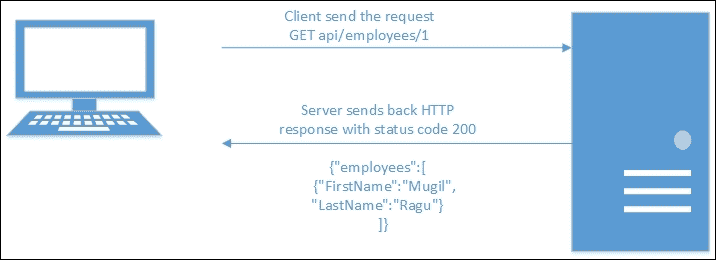 Client send the request
GET api/employees/1
Server sends back HTTP
response with status code 200
{"employees":[
{"FirstName":"Mugil",
"LastName":"Ragu"}
]}